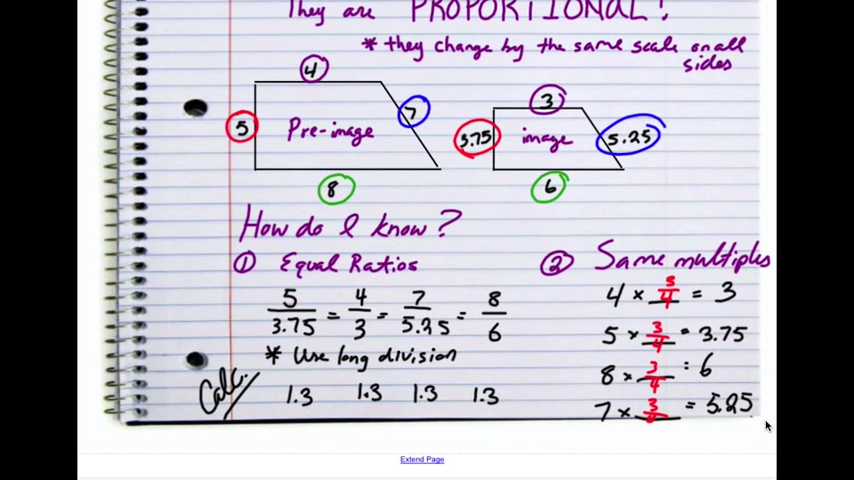 They are PROPORTIONAL!
* they change by the same scale on all
sides
4
5
Pre-image
7
8
3
3.75
image
5.25
6
How do I know?
① Equal Ratios
5/3.75 = 4/3 = 7/5.25 = 8/6
* Use long division
Calc. 1.3 1.3 1.3 1.3
② Same multiples
4 × 3/4 = 3
5 × 3/4 = 3.75
8 × 3/4 = 6
7 × 3/4 = 5.25
Extend Page